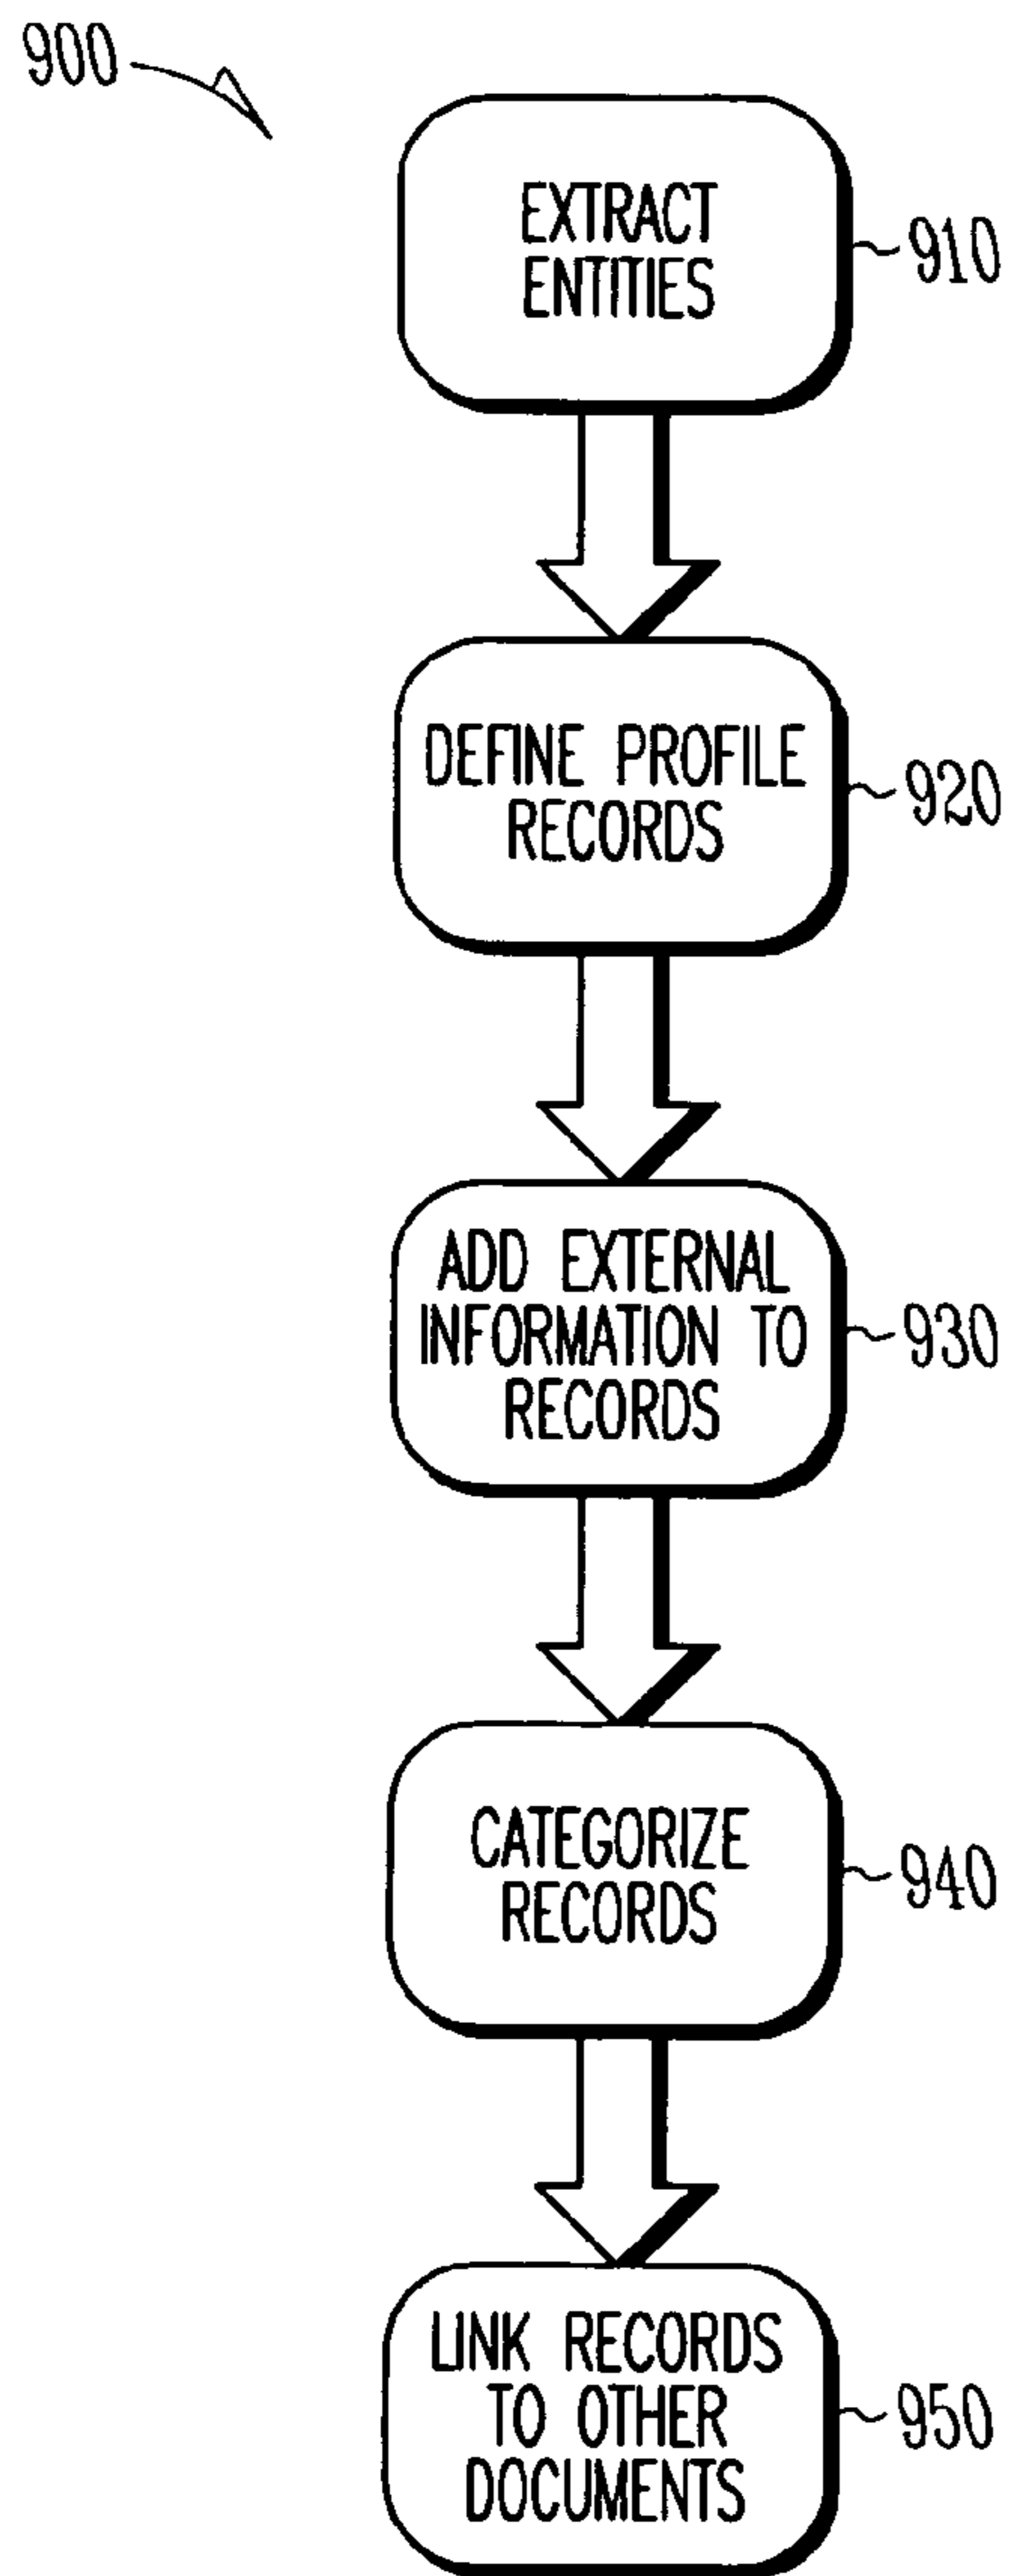 900
EXTRACT
ENTITIES
910
DEFINE PROFILE
RECORDS
920
ADD EXTERNAL
INFORMATION TO
RECORDS
930
CATEGORIZE
RECORDS
940
LINK RECORDS
TO OTHER
DOCUMENTS
950